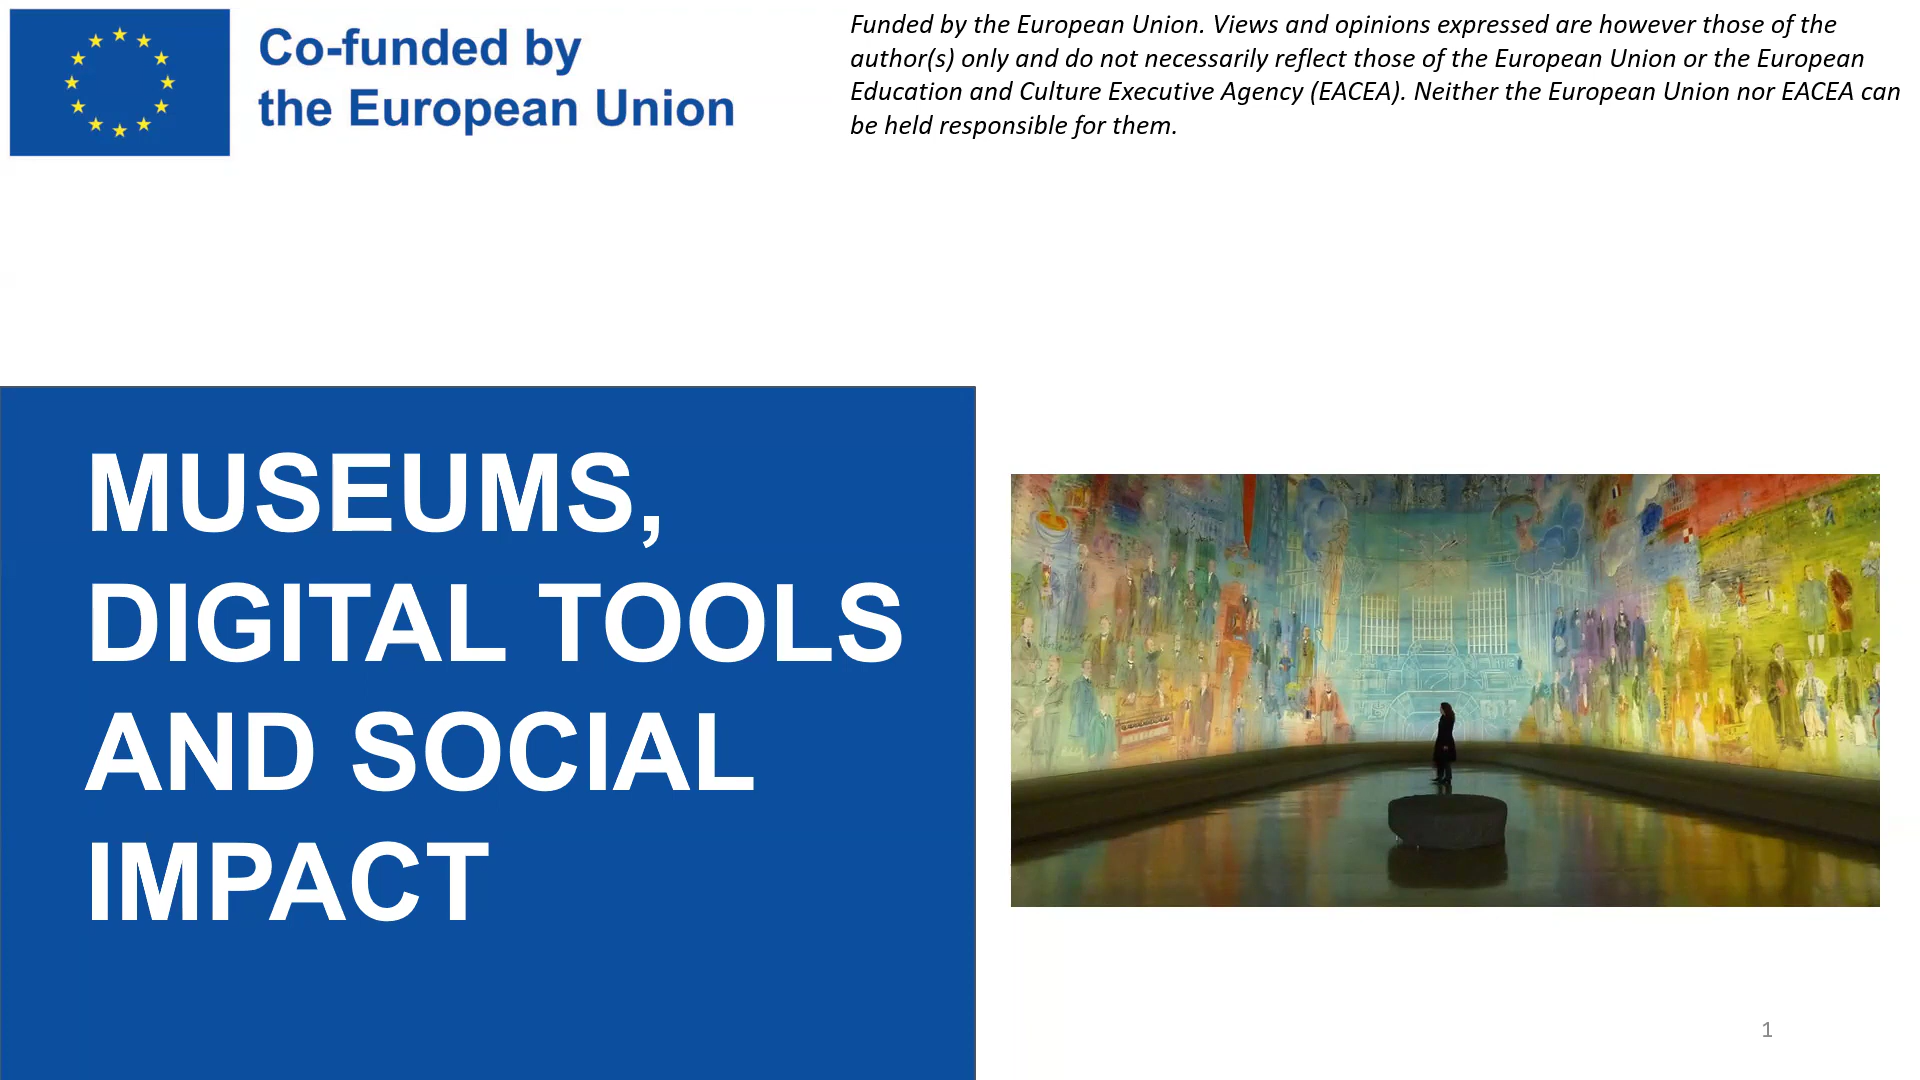 Co-funded by
the European Union
Funded by the European Union. Views and opinions expressed are however those of the
author(s) only and do not necessarily reflect those of the European Union or the European
Education and Culture Executive Agency (EACEA). Neither the European Union nor EACEA can
be held responsible for them.
MUSEUMS,
DIGITAL TOOLS
AND SOCIAL
IMPACT
1